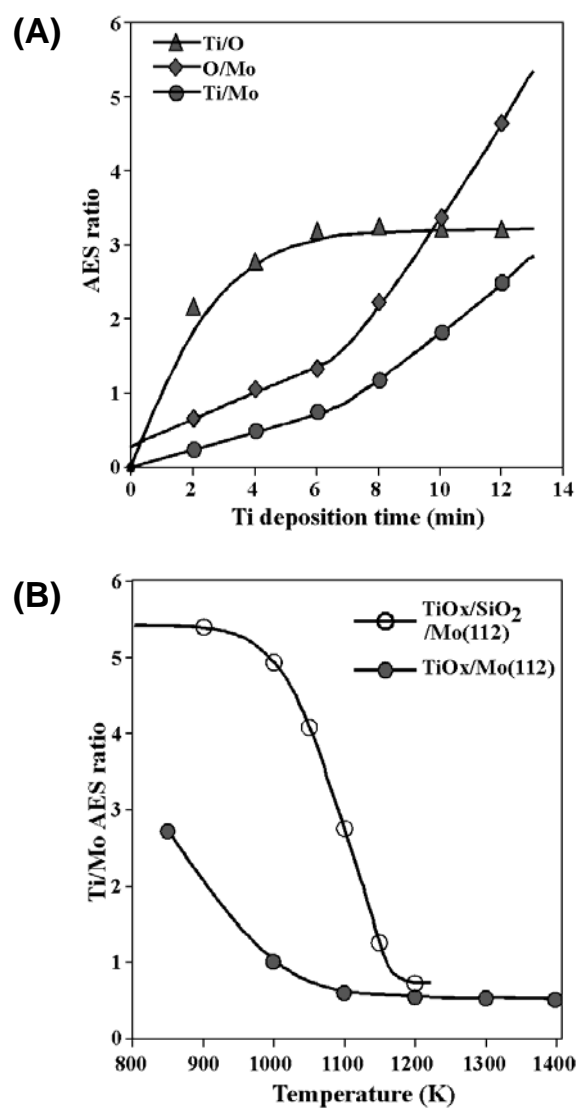 (A)
6
5
4
3
2
1
0
AES ratio
Ti/O
O/Mo
Ti/Mo
0 2 4 6 8 10 12 14
Ti deposition time (min)
(B)
6
5
4
3
2
1
0
Ti/Mo AES ratio
TiOx/SiO₂
/Mo(112)
TiOx/Mo(112)
800 900 1000 1100 1200 1300 1400
Temperature (K)